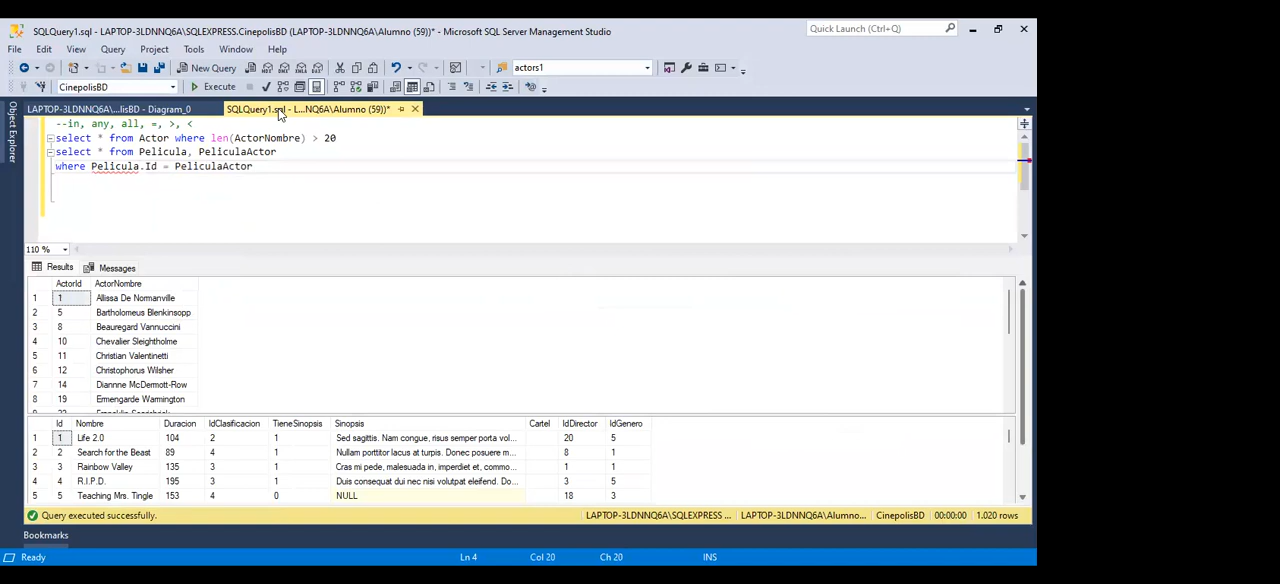 SQLQuery1.sql - LAPTOP-3LDNNQ6A\SQLEXPRESS.CinepolisBD (LAPTOP-3LDNNQ6A\Alumno (59))* - Microsoft SQL Server Management Studio
Quick Launch (Ctrl+Q)
File Edit View Query Project Tools Window Help
New Query
actors1
CinepolisBD
Execute
LAPTOP-3LDNNQ6A\...lisBD - Diagram_0
SQLQuery1.sql - L...NQ6A\Alumno (59))*
Object Explorer
--in, any, all, =, >, <
select * from Actor where len(ActorNombre) > 20
select * from Pelicula, PeliculaActor
where Pelicula.Id = PeliculaActor
110 %
Results Messages
ActorId ActorNombre
1 1 Allissa De Normanville
2 5 Bartholomeus Blenkinsopp
3 8 Beauregard Vannuccini
4 10 Chevalier Sleightholme
5 11 Christian Valentinetti
6 12 Christophorus Wilsher
7 14 Diannne McDermott-Row
8 19 Ermengarde Warmington
Id Nombre Duracion IdClasificacion TieneSinopsis Sinopsis Cartel IdDirector IdGenero
1 1 Life 2.0 104 2 1 Sed sagittis. Nam congue, risus semper porta vol... 20 5
2 2 Search for the Beast 89 4 1 Nullam porttitor lacus at turpis. Donec posuere m... 8 1
3 3 Rainbow Valley 135 3 1 Cras mi pede, malesuada in, imperdiet et, commo... 1 1
4 4 R.I.P.D. 195 3 1 Duis consequat dui nec nisi volutpat eleifend. Do... 3 5
5 5 Teaching Mrs. Tingle 153 4 0 NULL 18 3
Query executed successfully.
LAPTOP-3LDNNQ6A\SQLEXPRESS ... LAPTOP-3LDNNQ6A\Alumno... CinepolisBD 00:00:00 1.020 rows
Bookmarks
Ready Ln 4 Col 20 Ch 20 INS